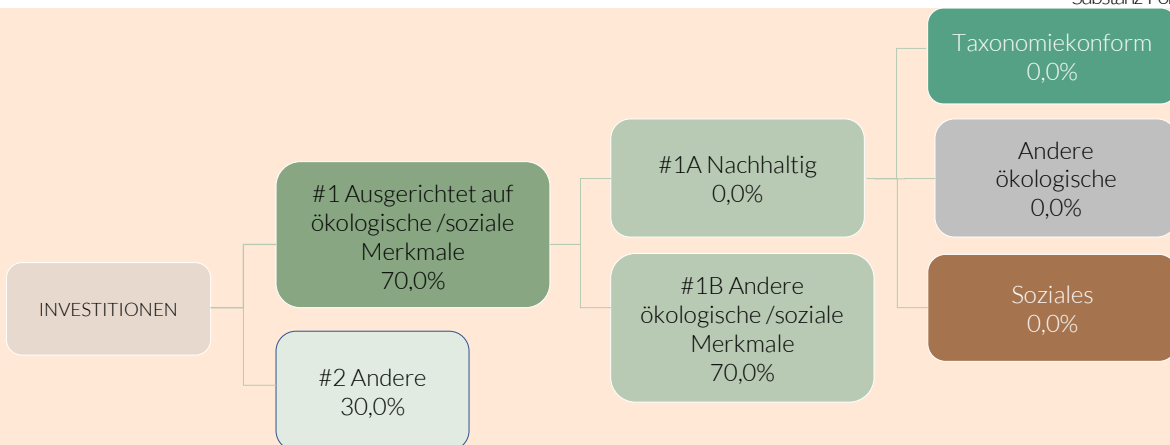 Taxonomiekonform
0,0%
#1A Nachhaltig
0,0%
Andere
ökologische
0,0%
#1 Ausgerichtet auf
ökologische /soziale
Merkmale
70,0%
INVESTITIONEN
#1B Andere
ökologische /soziale
Merkmale
70,0%
Soziales
0,0%
#2 Andere
30,0%